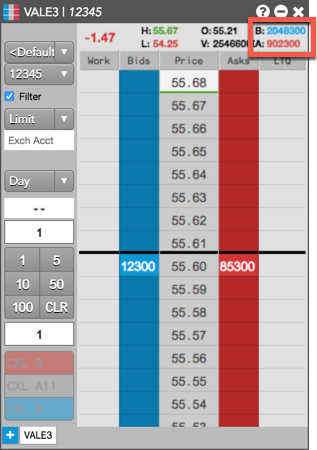 VALE3 | 12345
<Default
12345
Filter
Limit
Exch Acct
Day
--
1
1 5
10 50
100 CLR
1
CXL B
CXL All
+ VALE3
-1.47 H: 55.67 O: 55.21 B: 2048300
L: 54.25 V: 2546600 A: 902300
Work Bids Price Asks LTQ
55.68
55.67
55.66
55.65
55.64
55.63
55.62
55.61
12300 55.60 85300
55.59
55.58
55.57
55.56
55.55
55.54
55.53